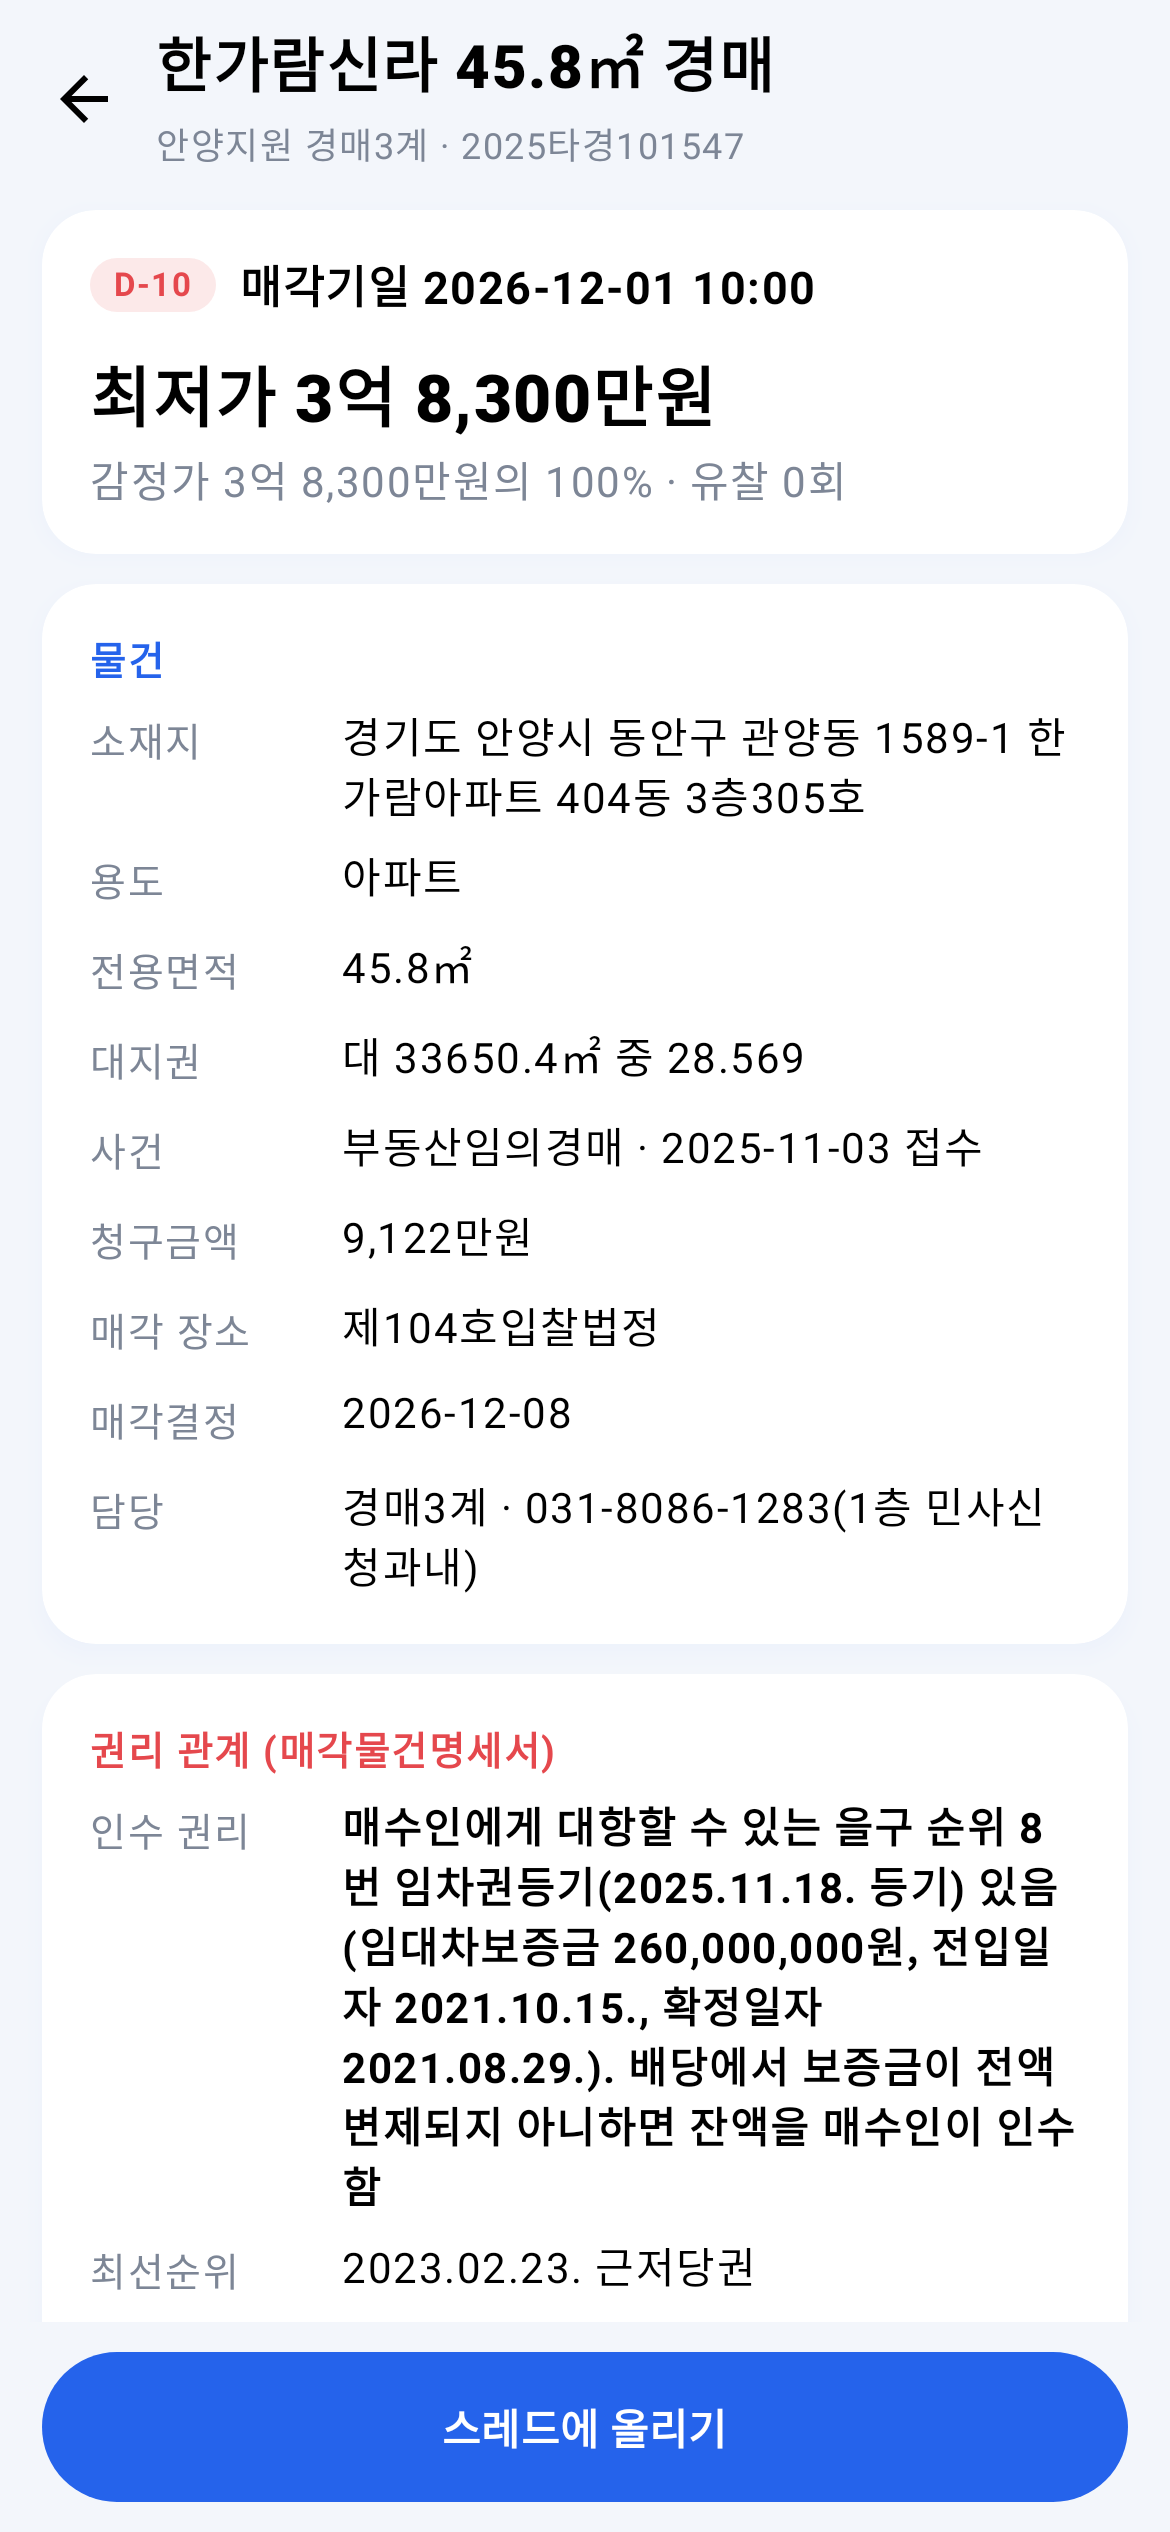 한가람신라 45.8㎡ 경매
안양지원 경매3계 · 2025타경101547
D-10 매각기일 2026-12-01 10:00
최저가 3억 8,300만원
감정가 3억 8,300만원의 100% · 유찰 0회
물건
소재지 경기도 안양시 동안구 관양동 1589-1 한
가람아파트 404동 3층305호
용도 아파트
전용면적 45.8㎡
대지권 대 33650.4㎡ 중 28.569
사건 부동산임의경매 · 2025-11-03 접수
청구금액 9,122만원
매각 장소 제104호입찰법정
매각결정 2026-12-08
담당 경매3계 · 031-8086-1283(1층 민사신
청과내)
권리 관계 (매각물건명세서)
인수 권리 매수인에게 대항할 수 있는 을구 순위 8
번 임차권등기(2025.11.18. 등기) 있음
(임대차보증금 260,000,000원, 전입일
자 2021.10.15., 확정일자
2021.08.29.). 배당에서 보증금이 전액
변제되지 아니하면 잔액을 매수인이 인수
함
최선순위 2023.02.23. 근저당권
스레드에 올리기